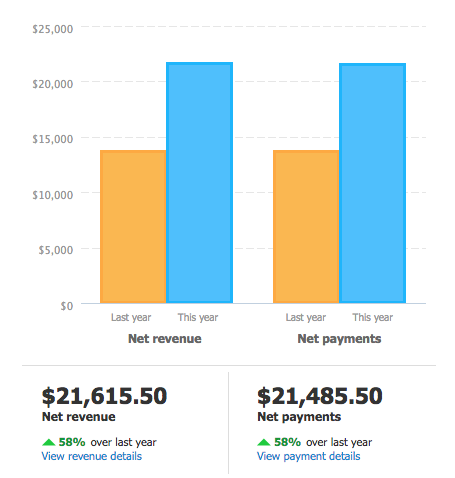 $25,000
$20,000
$15,000
$10,000
$5,000
$0
Last year This year Last year This year
Net revenue Net payments
$21,615.50 $21,485.50
Net revenue Net payments
58% over last year 58% over last year
View revenue details View payment details